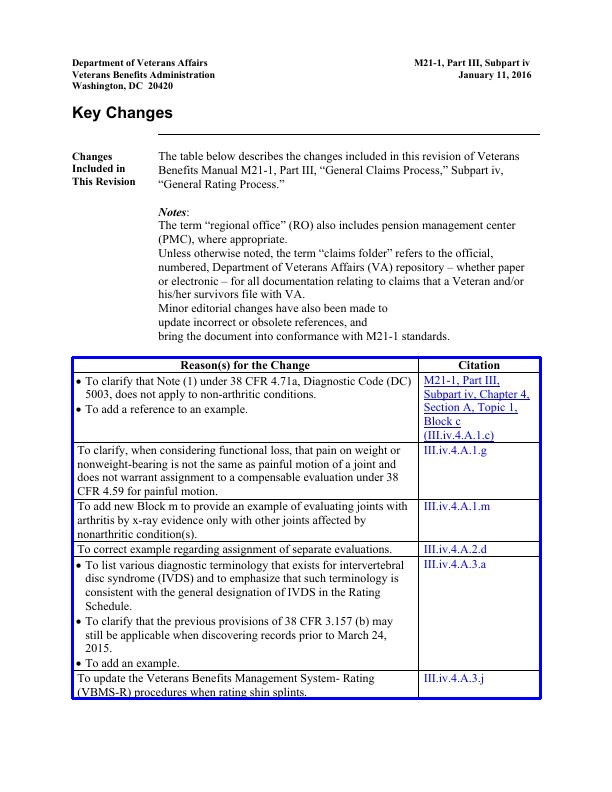 Department of Veterans Affairs M21-1, Part III, Subpart iv
Veterans Benefits Administration January 11, 2016
Washington, DC  20420
Key Changes
Changes
Included in
This Revision
The table below describes the changes included in this revision of Veterans
Benefits Manual M21-1, Part III, “General Claims Process,” Subpart iv,
“General Rating Process.”
Notes:
The term “regional office” (RO) also includes pension management center
(PMC), where appropriate.
Unless otherwise noted, the term “claims folder” refers to the official,
numbered, Department of Veterans Affairs (VA) repository – whether paper
or electronic – for all documentation relating to claims that a Veteran and/or
his/her survivors file with VA.
Minor editorial changes have also been made to
update incorrect or obsolete references, and
bring the document into conformance with M21-1 standards.
Reason(s) for the Change Citation
• To clarify that Note (1) under 38 CFR 4.71a, Diagnostic Code (DC)
5003, does not apply to non-arthritic conditions.
• To add a reference to an example.
M21-1, Part III,
Subpart iv, Chapter 4,
Section A, Topic 1,
Block c
(III.iv.4.A.1.c)
To clarify, when considering functional loss, that pain on weight or
nonweight-bearing is not the same as painful motion of a joint and
does not warrant assignment to a compensable evaluation under 38
CFR 4.59 for painful motion.
III.iv.4.A.1.g
To add new Block m to provide an example of evaluating joints with
arthritis by x-ray evidence only with other joints affected by
nonarthritic condition(s).
III.iv.4.A.1.m
To correct example regarding assignment of separate evaluations. III.iv.4.A.2.d
• To list various diagnostic terminology that exists for intervertebral
disc syndrome (IVDS) and to emphasize that such terminology is
consistent with the general designation of IVDS in the Rating
Schedule.
• To clarify that the previous provisions of 38 CFR 3.157 (b) may
still be applicable when discovering records prior to March 24,
2015.
• To add an example.
III.iv.4.A.3.a
To update the Veterans Benefits Management System- Rating
(VBMS-R) procedures when rating shin splints.
III.iv.4.A.3.j